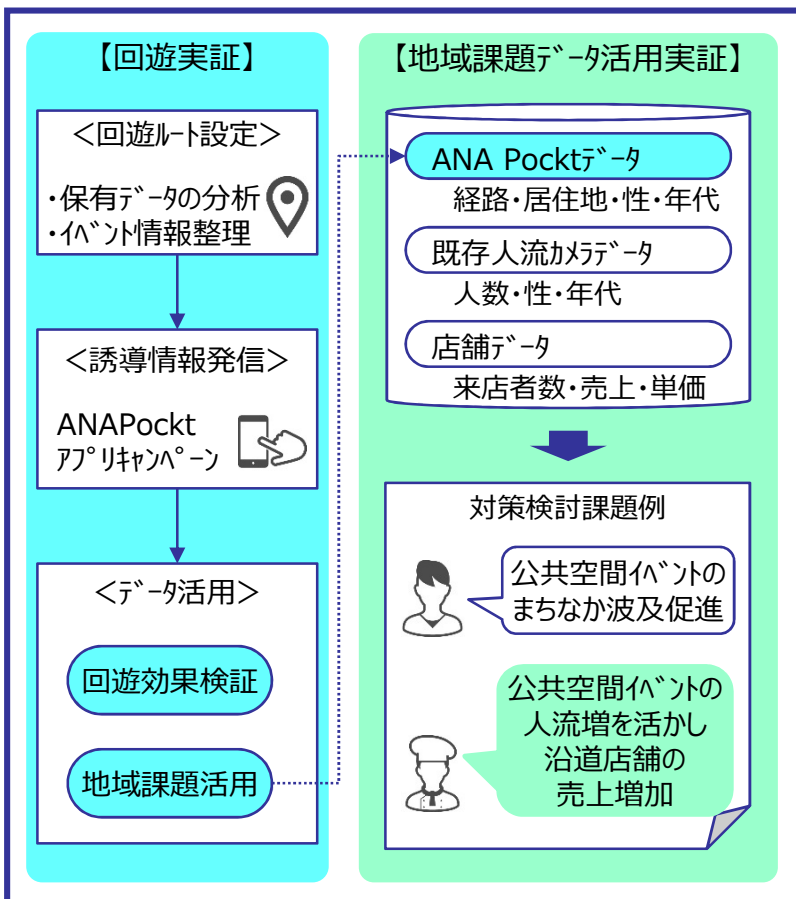 【回遊実証】
<回遊ﾙｰﾄ設定>
・保有ﾃﾞｰﾀの分析
・ｲﾍﾞﾝﾄ情報整理
<誘導情報発信>
ANAPockt
ｱﾌﾟﾘｷｬﾝﾍﾟｰﾝ
<ﾃﾞｰﾀ活用>
回遊効果検証
地域課題活用
【地域課題ﾃﾞｰﾀ活用実証】
ANA Pocktﾃﾞｰﾀ
経路・居住地・性・年代
既存人流ｶﾒﾗﾃﾞｰﾀ
人数・性・年代
店舗ﾃﾞｰﾀ
来店者数・売上・単価
対策検討課題例
公共空間ｲﾍﾞﾝﾄの
まちなか波及促進
公共空間ｲﾍﾞﾝﾄの
人流増を活かし
沿道店舗の
売上増加